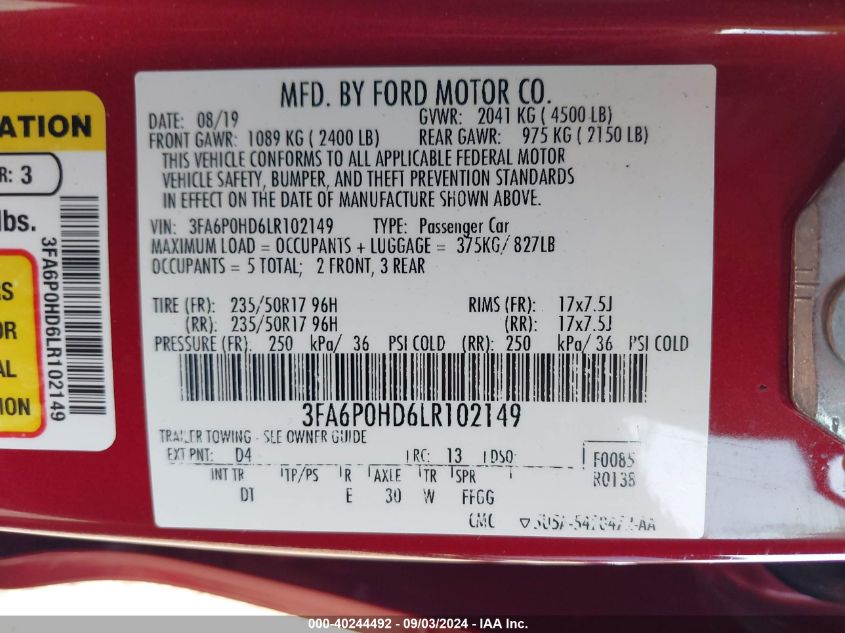 ATION
R: 3
lbs.
RS
OR
AL
ION
3FA6P0HD6LR102149
MFD. BY FORD MOTOR CO.
DATE: 08/19 GVWR: 2041 KG ( 4500 LB)
FRONT GAWR: 1089 KG ( 2400 LB) REAR GAWR: 975 KG ( 2150 LB)
THIS VEHICLE CONFORMS TO ALL APPLICABLE FEDERAL MOTOR
VEHICLE SAFETY, BUMPER, AND THEFT PREVENTION STANDARDS
IN EFFECT ON THE DATE OF MANUFACTURE SHOWN ABOVE.
VIN: 3FA6P0HD6LR102149 TYPE: Passenger Car
MAXIMUM LOAD = OCCUPANTS + LUGGAGE = 375KG/ 827LB
OCCUPANTS = 5 TOTAL; 2 FRONT, 3 REAR
TIRE (FR): 235/50R17 96H RIMS (FR): 17x7.5J
(RR): 235/50R17 96H (RR): 17x7.5J
PRESSURE (FR): 250 kPa/ 36 PSI COLD (RR): 250 kPa/ 36 PSI COLD
3FA6P0HD6LR102149
TRAILER TOWING - SEE OWNER GUIDE
EXT PNT: D4 RC: 13 DSO: F0085
INT TR TP/PS R AXLE TR SPR R0138
DT E 30 W FFGG
000-40244492 - 09/03/2024 - IAA Inc.